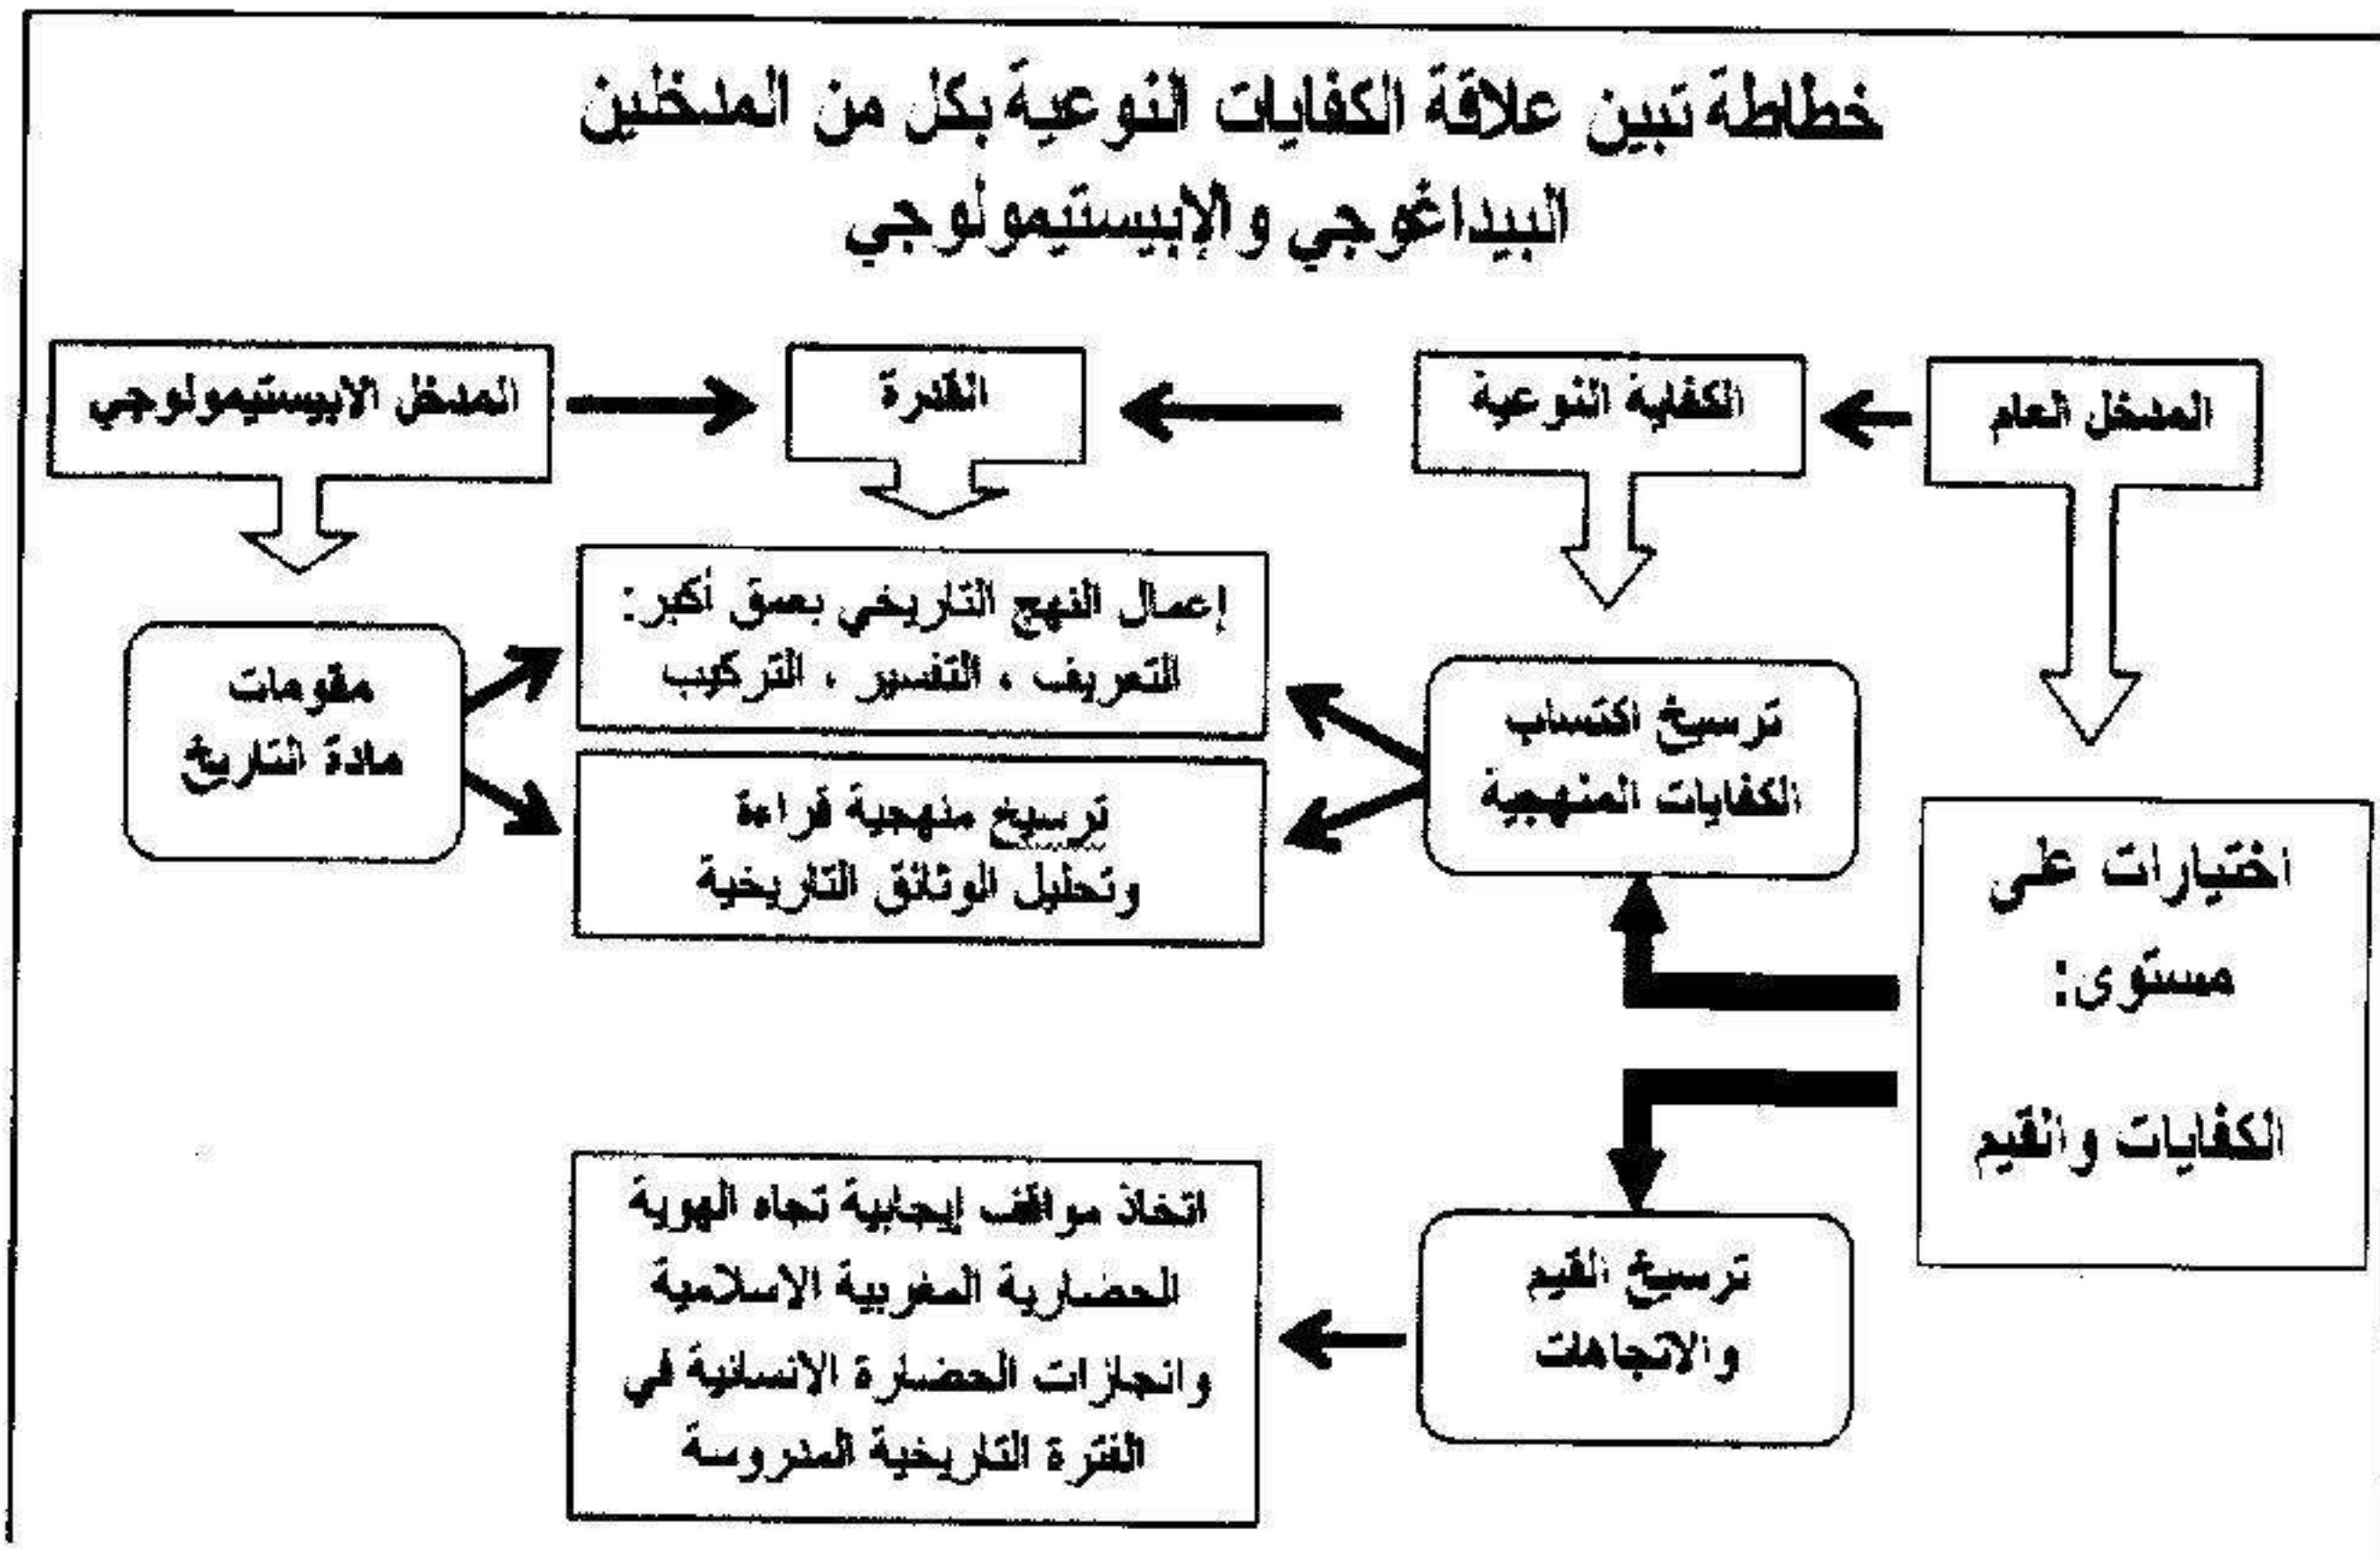 خطاطة تبين علاقة الكفايات النوعية بكل من المدخلين
البيداغوجي والإبيستيمولوجي
المدخل العام
الكفاية النوعية
القدرة
المدخل الابيستيمولوجي
اختيارات على
مستوى:
الكفايات والقيم
ترسيخ اكتساب
الكفايات المنهجية
إعمال النهج التاريخي بعمق أكبر:
التعريف ، التفسير ، التركيب
ترسيخ منهجية قراءة
وتحليل الوثائق التاريخية
مقومات
مادة التاريخ
ترسيخ القيم
والاتجاهات
اتخاذ مواقف إيجابية تجاه الهوية
الحضارية المغربية الاسلامية
وانجازات الحضارة الانسانية في
الفترة التاريخية المدروسة